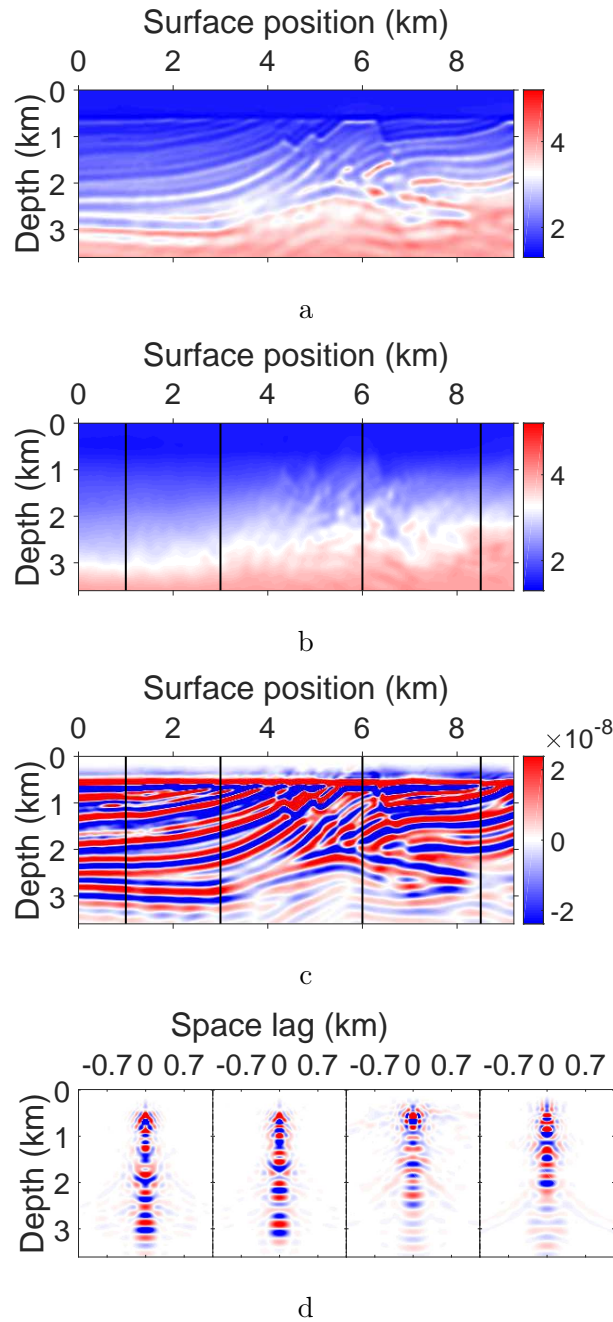 Surface position (km)
0 2 4 6 8
Depth (km)
0
1
2
3
4
2
a
Surface position (km)
0 2 4 6 8
Depth (km)
0
1
2
3
4
2
b
Surface position (km)
0 2 4 6 8
×10⁻⁸
Depth (km)
0
1
2
3
2
0
-2
c
Space lag (km)
-0.7 0 0.7 -0.7 0 0.7 -0.7 0 0.7 -0.7 0 0.7
Depth (km)
0
1
2
3
d